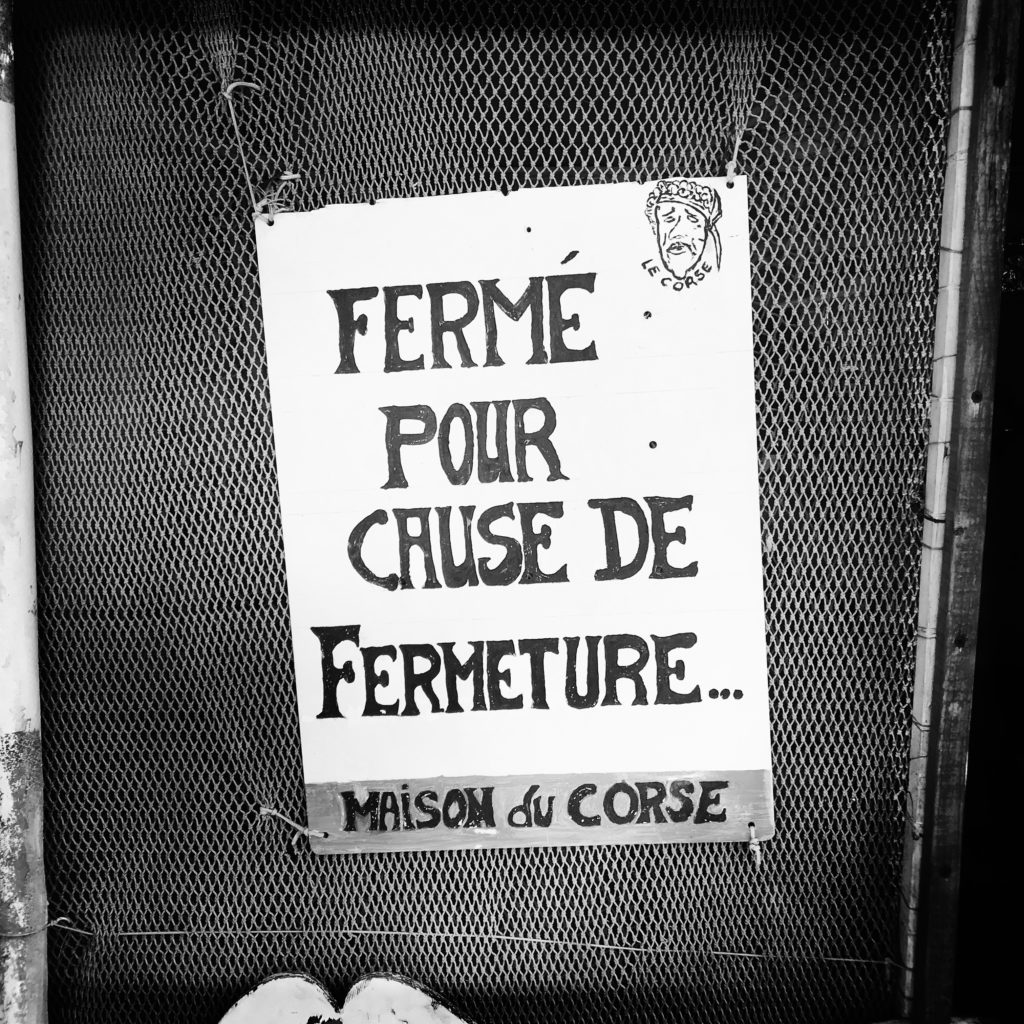 LE CORSE
FERMÉ
POUR
CAUSE DE
FERMETURE...
MAiSON du CORSE